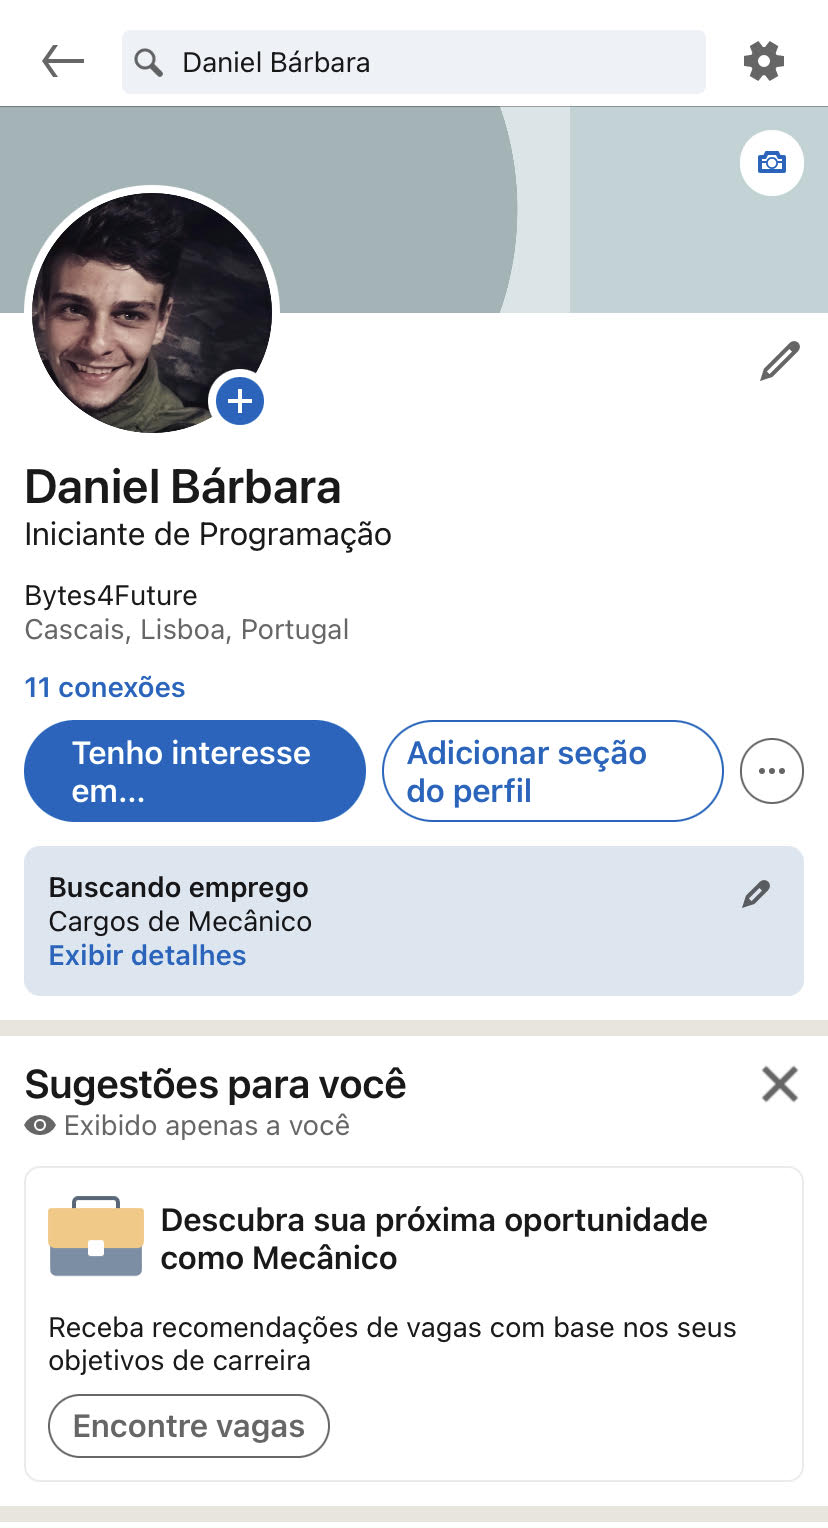 Daniel Bárbara
Daniel Bárbara
Iniciante de Programação
Bytes4Future
Cascais, Lisboa, Portugal
11 conexões
Tenho interesse
em...
Adicionar seção
do perfil
Buscando emprego
Cargos de Mecânico
Exibir detalhes
Sugestões para você
Exibido apenas a você
Descubra sua próxima oportunidade
como Mecânico
Receba recomendações de vagas com base nos seus
objetivos de carreira
Encontre vagas